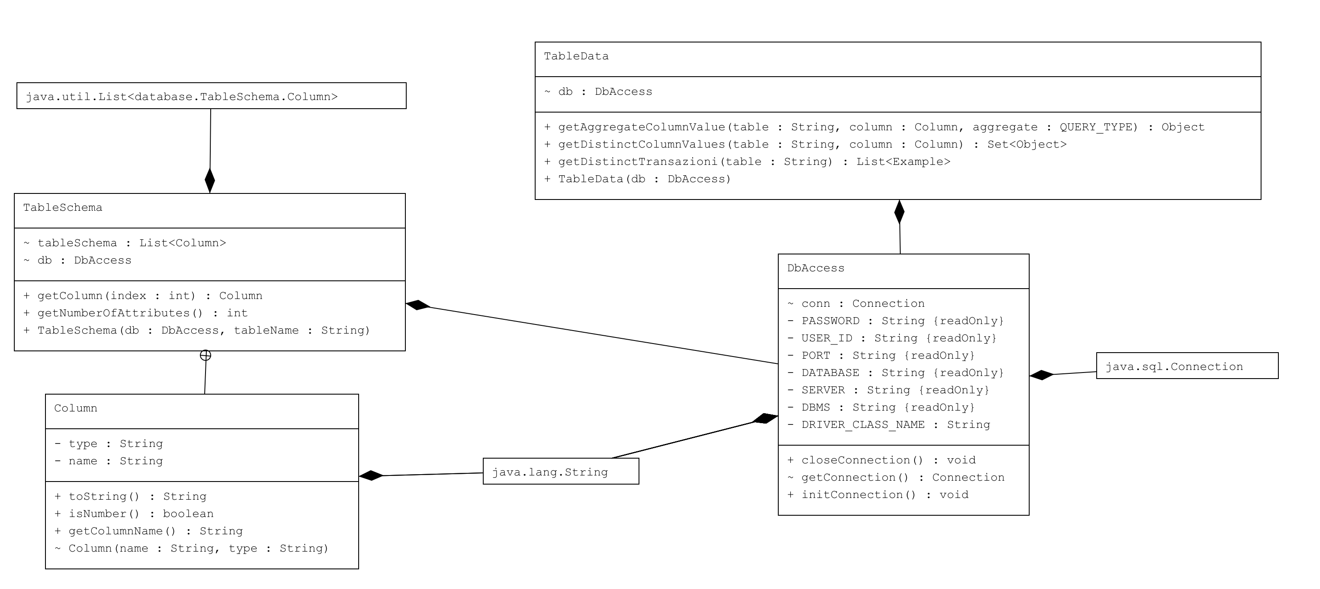 TableData
~ db : DbAccess
+ getAggregateColumnValue(table : String, column : Column, aggregate : QUERY_TYPE) : Object
+ getDistinctColumnValues(table : String, column : Column) : Set<Object>
+ getDistinctTransazioni(table : String) : List<Example>
+ TableData(db : DbAccess)
java.util.List<database.TableSchema.Column>
TableSchema
~ tableSchema : List<Column>
~ db : DbAccess
+ getColumn(index : int) : Column
+ getNumberOfAttributes() : int
+ TableSchema(db : DbAccess, tableName : String)
DbAccess
~ conn : Connection
- PASSWORD : String {readOnly}
- USER_ID : String {readOnly}
- PORT : String {readOnly}
- DATABASE : String {readOnly}
- SERVER : String {readOnly}
- DBMS : String {readOnly}
- DRIVER_CLASS_NAME : String
+ closeConnection() : void
~ getConnection() : Connection
+ initConnection() : void
java.sql.Connection
Column
- type : String
- name : String
+ toString() : String
+ isNumber() : boolean
+ getColumnName() : String
~ Column(name : String, type : String)
java.lang.String